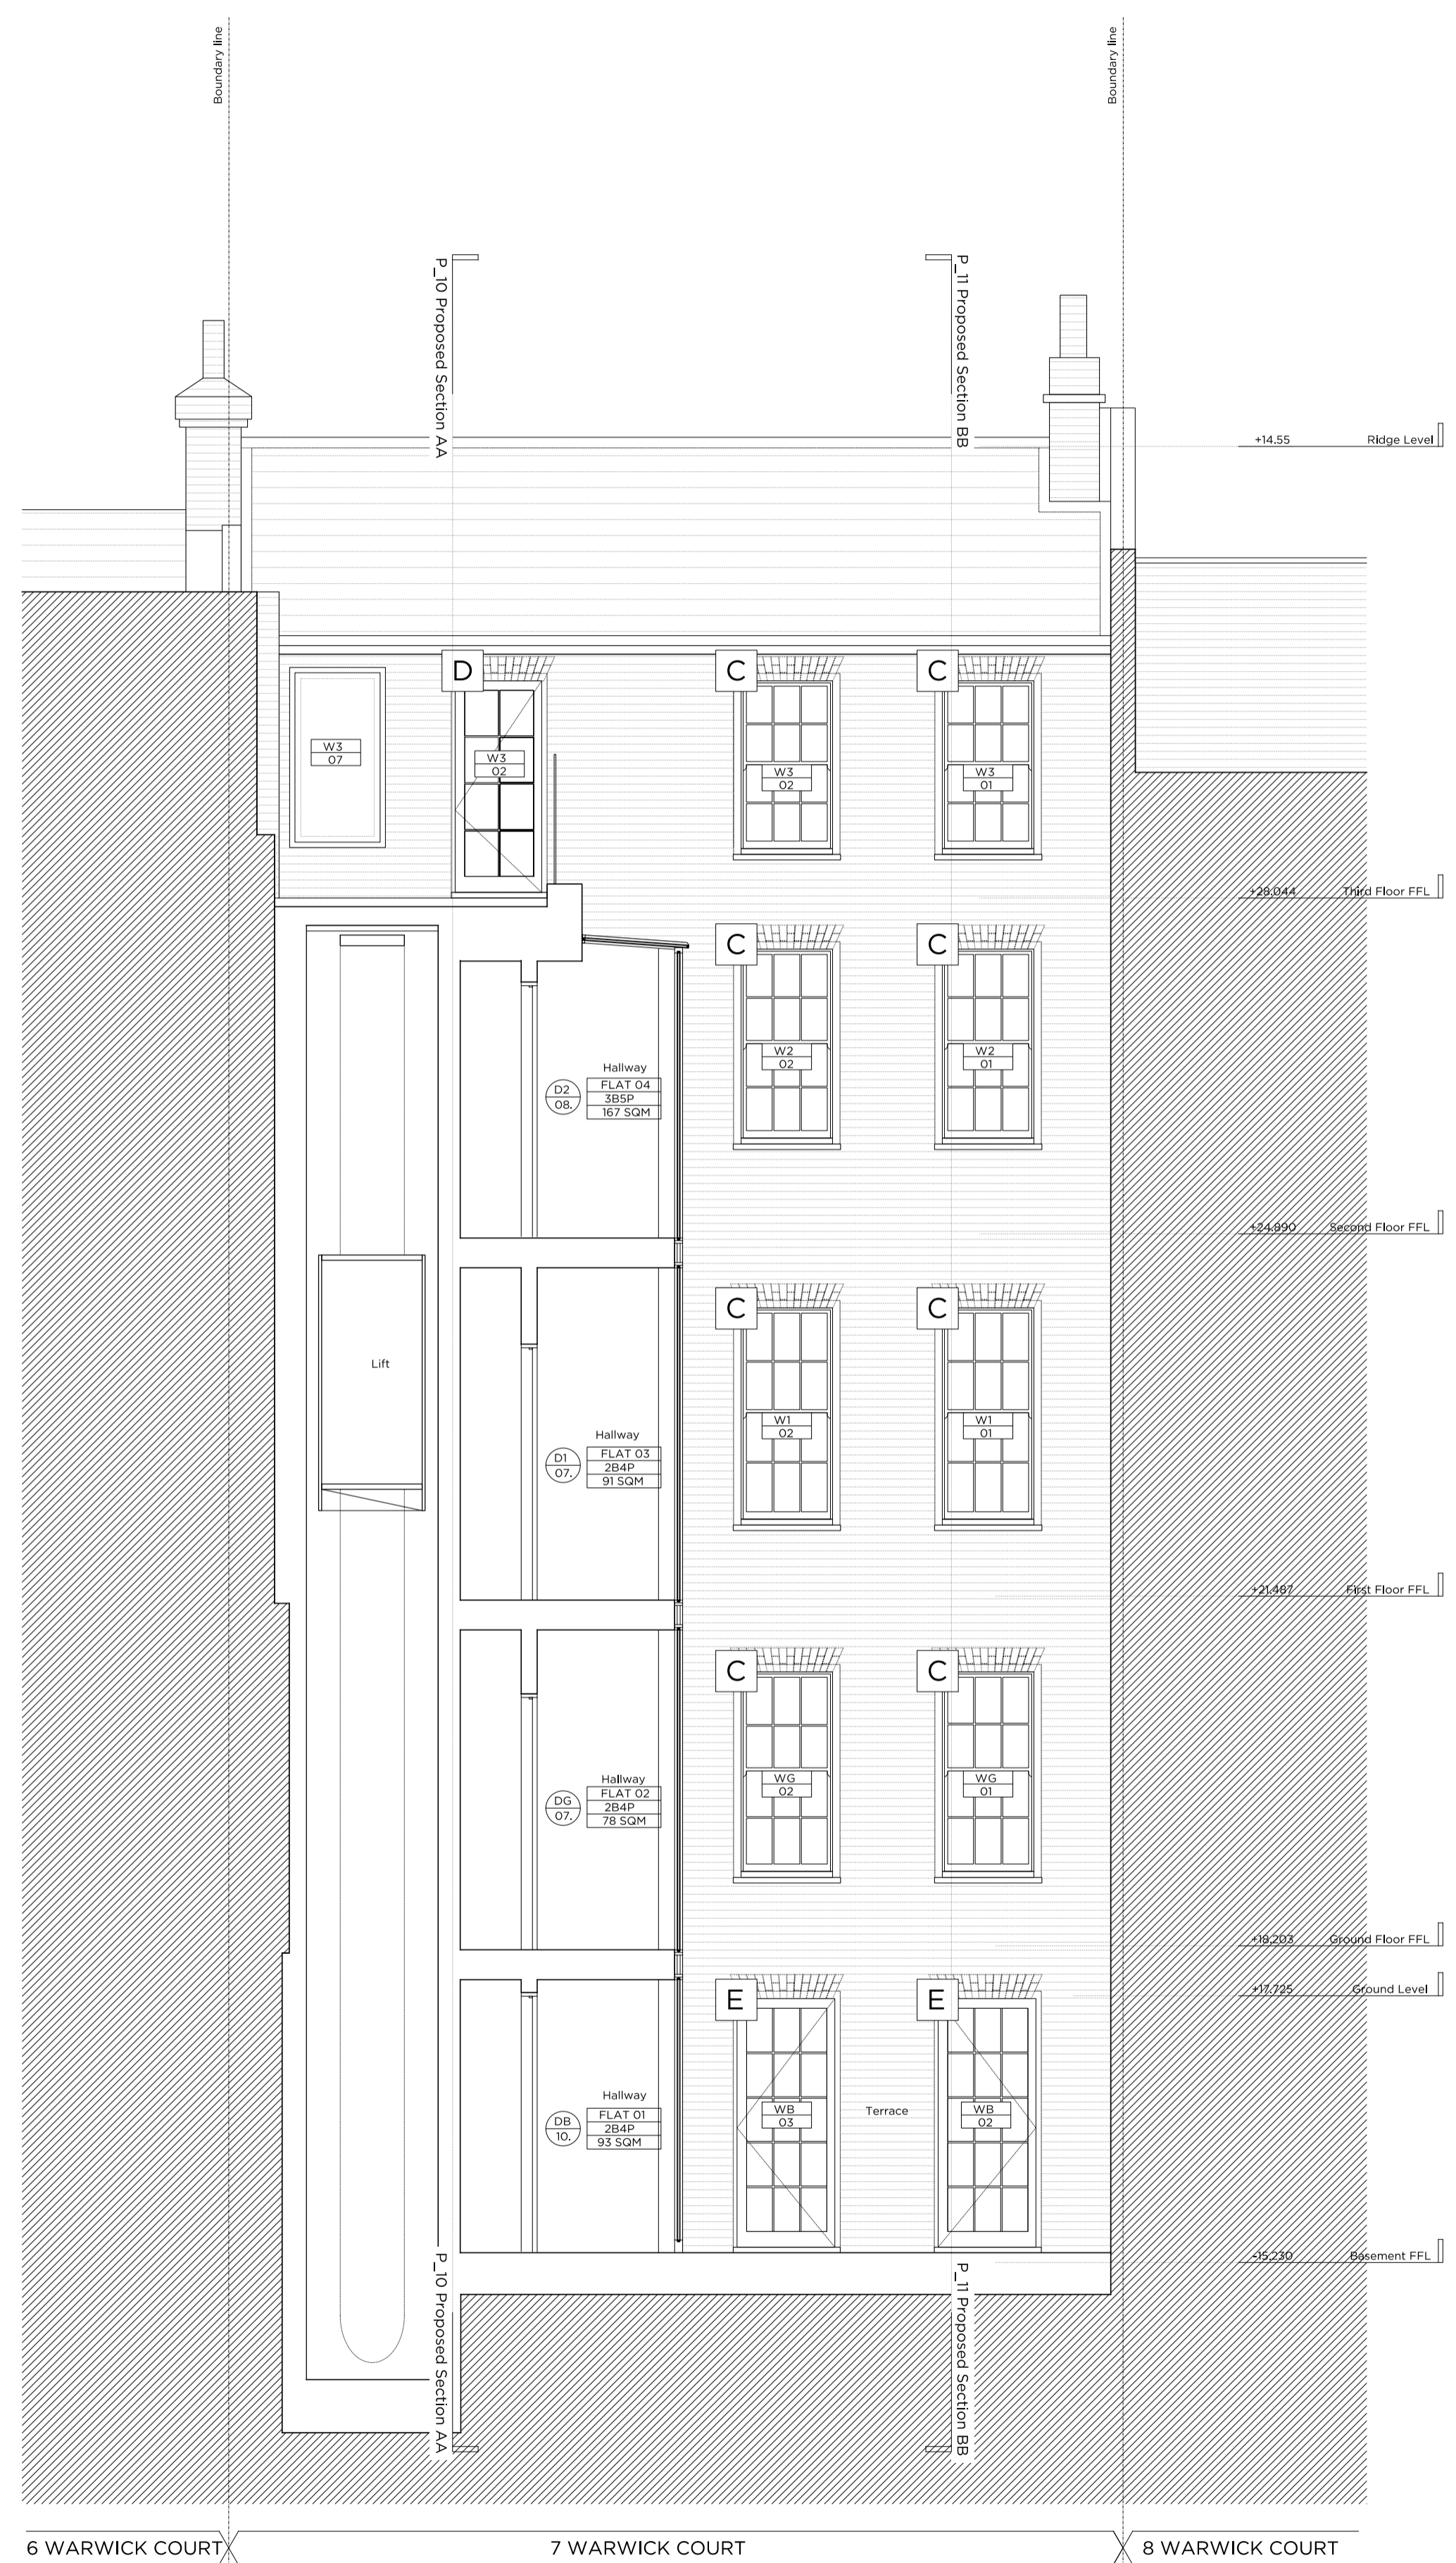 Boundary line
Boundary line
P_10 Proposed Section AA
P_11 Proposed Section BB
+14.55 Ridge Level
D
C
C
W3
07
W3
02
W3
02
W3
01
+28.044 Third Floor FFL
C
C
W2
02
W2
01
Hallway
D2
08.
FLAT 04
3B5P
167 SQM
+24.890 Second Floor FFL
C
C
Lift
W1
02
W1
01
Hallway
D1
07.
FLAT 03
2B4P
91 SQM
+21.487 First Floor FFL
C
C
WG
02
WG
01
Hallway
DG
07.
FLAT 02
2B4P
78 SQM
+18.203 Ground Floor FFL
+17.725 Ground Level
E
E
Hallway
DB
10.
FLAT 01
2B4P
93 SQM
WB
03
Terrace
WB
02
-15.230 Basement FFL
P_10 Proposed Section AA
P_11 Proposed Section BB
6 WARWICK COURT
7 WARWICK COURT
8 WARWICK COURT